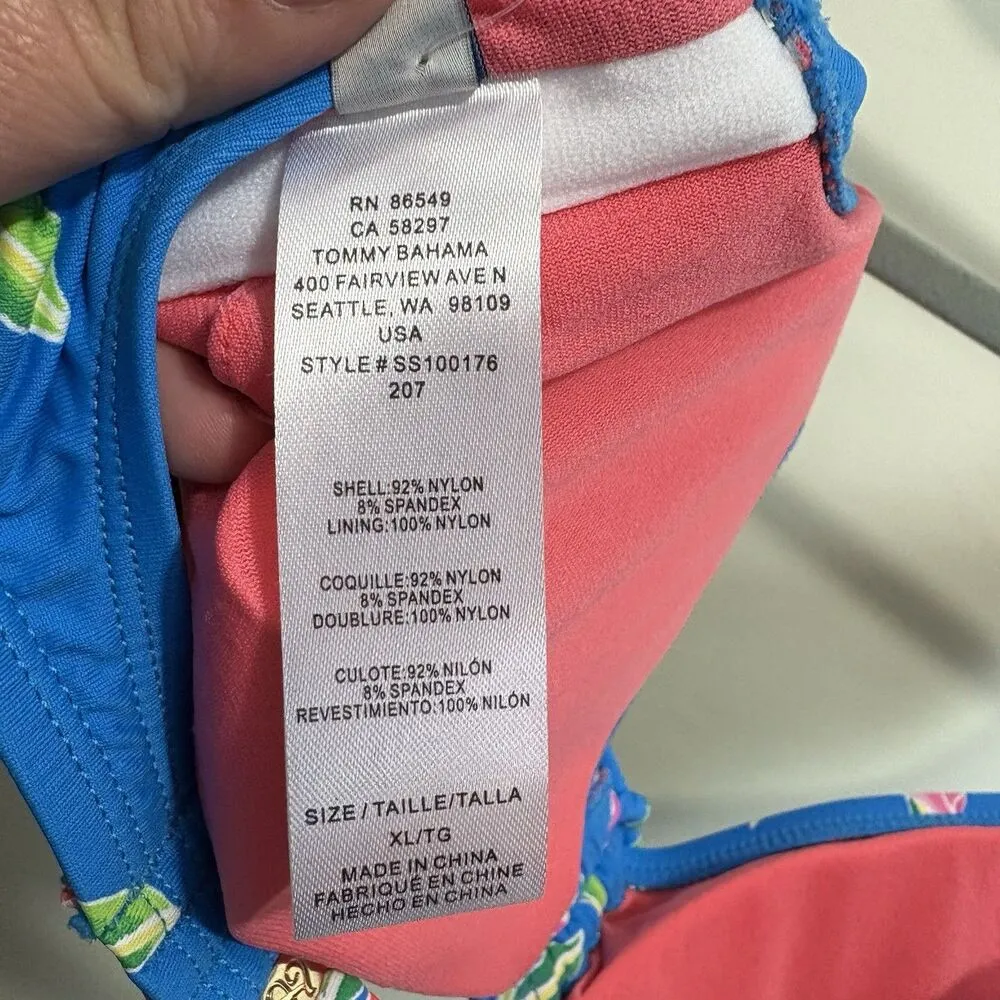 RN 86549
CA 58297
TOMMY BAHAMA
400 FAIRVIEW AVE N
SEATTLE, WA 98109
USA
STYLE # SS100176
207
SHELL:92% NYLON
8% SPANDEX
LINING:100% NYLON
COQUILLE:92% NYLON
8% SPANDEX
DOUBLURE:100% NYLON
CULOTE:92% NILÓN
8% SPANDEX
REVESTIMIENTO:100% NILÓN
SIZE / TAILLE/TALLA
XL/TG
MADE IN CHINA
FABRIQUÉ EN CHINE
HECHO EN CHINA